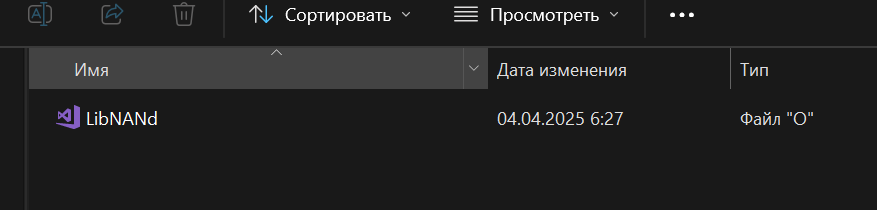 Сортировать Просмотреть •••
Имя Дата изменения Тип
LibNANd 04.04.2025 6:27 Файл "O"